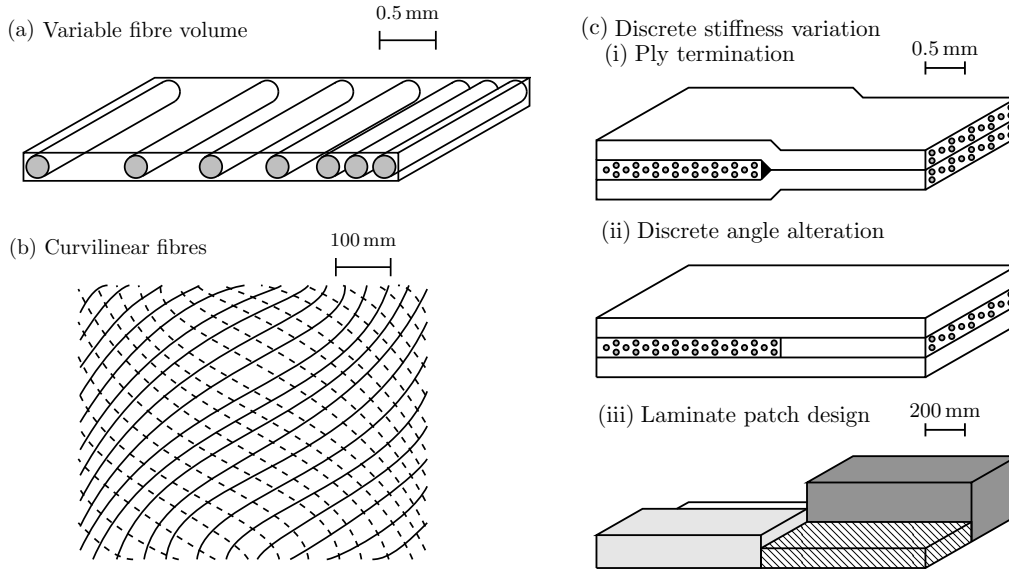 (a) Variable fibre volume
0.5 mm
(b) Curvilinear fibres
100 mm
(c) Discrete stiffness variation
(i) Ply termination
0.5 mm
(ii) Discrete angle alteration
(iii) Laminate patch design
200 mm